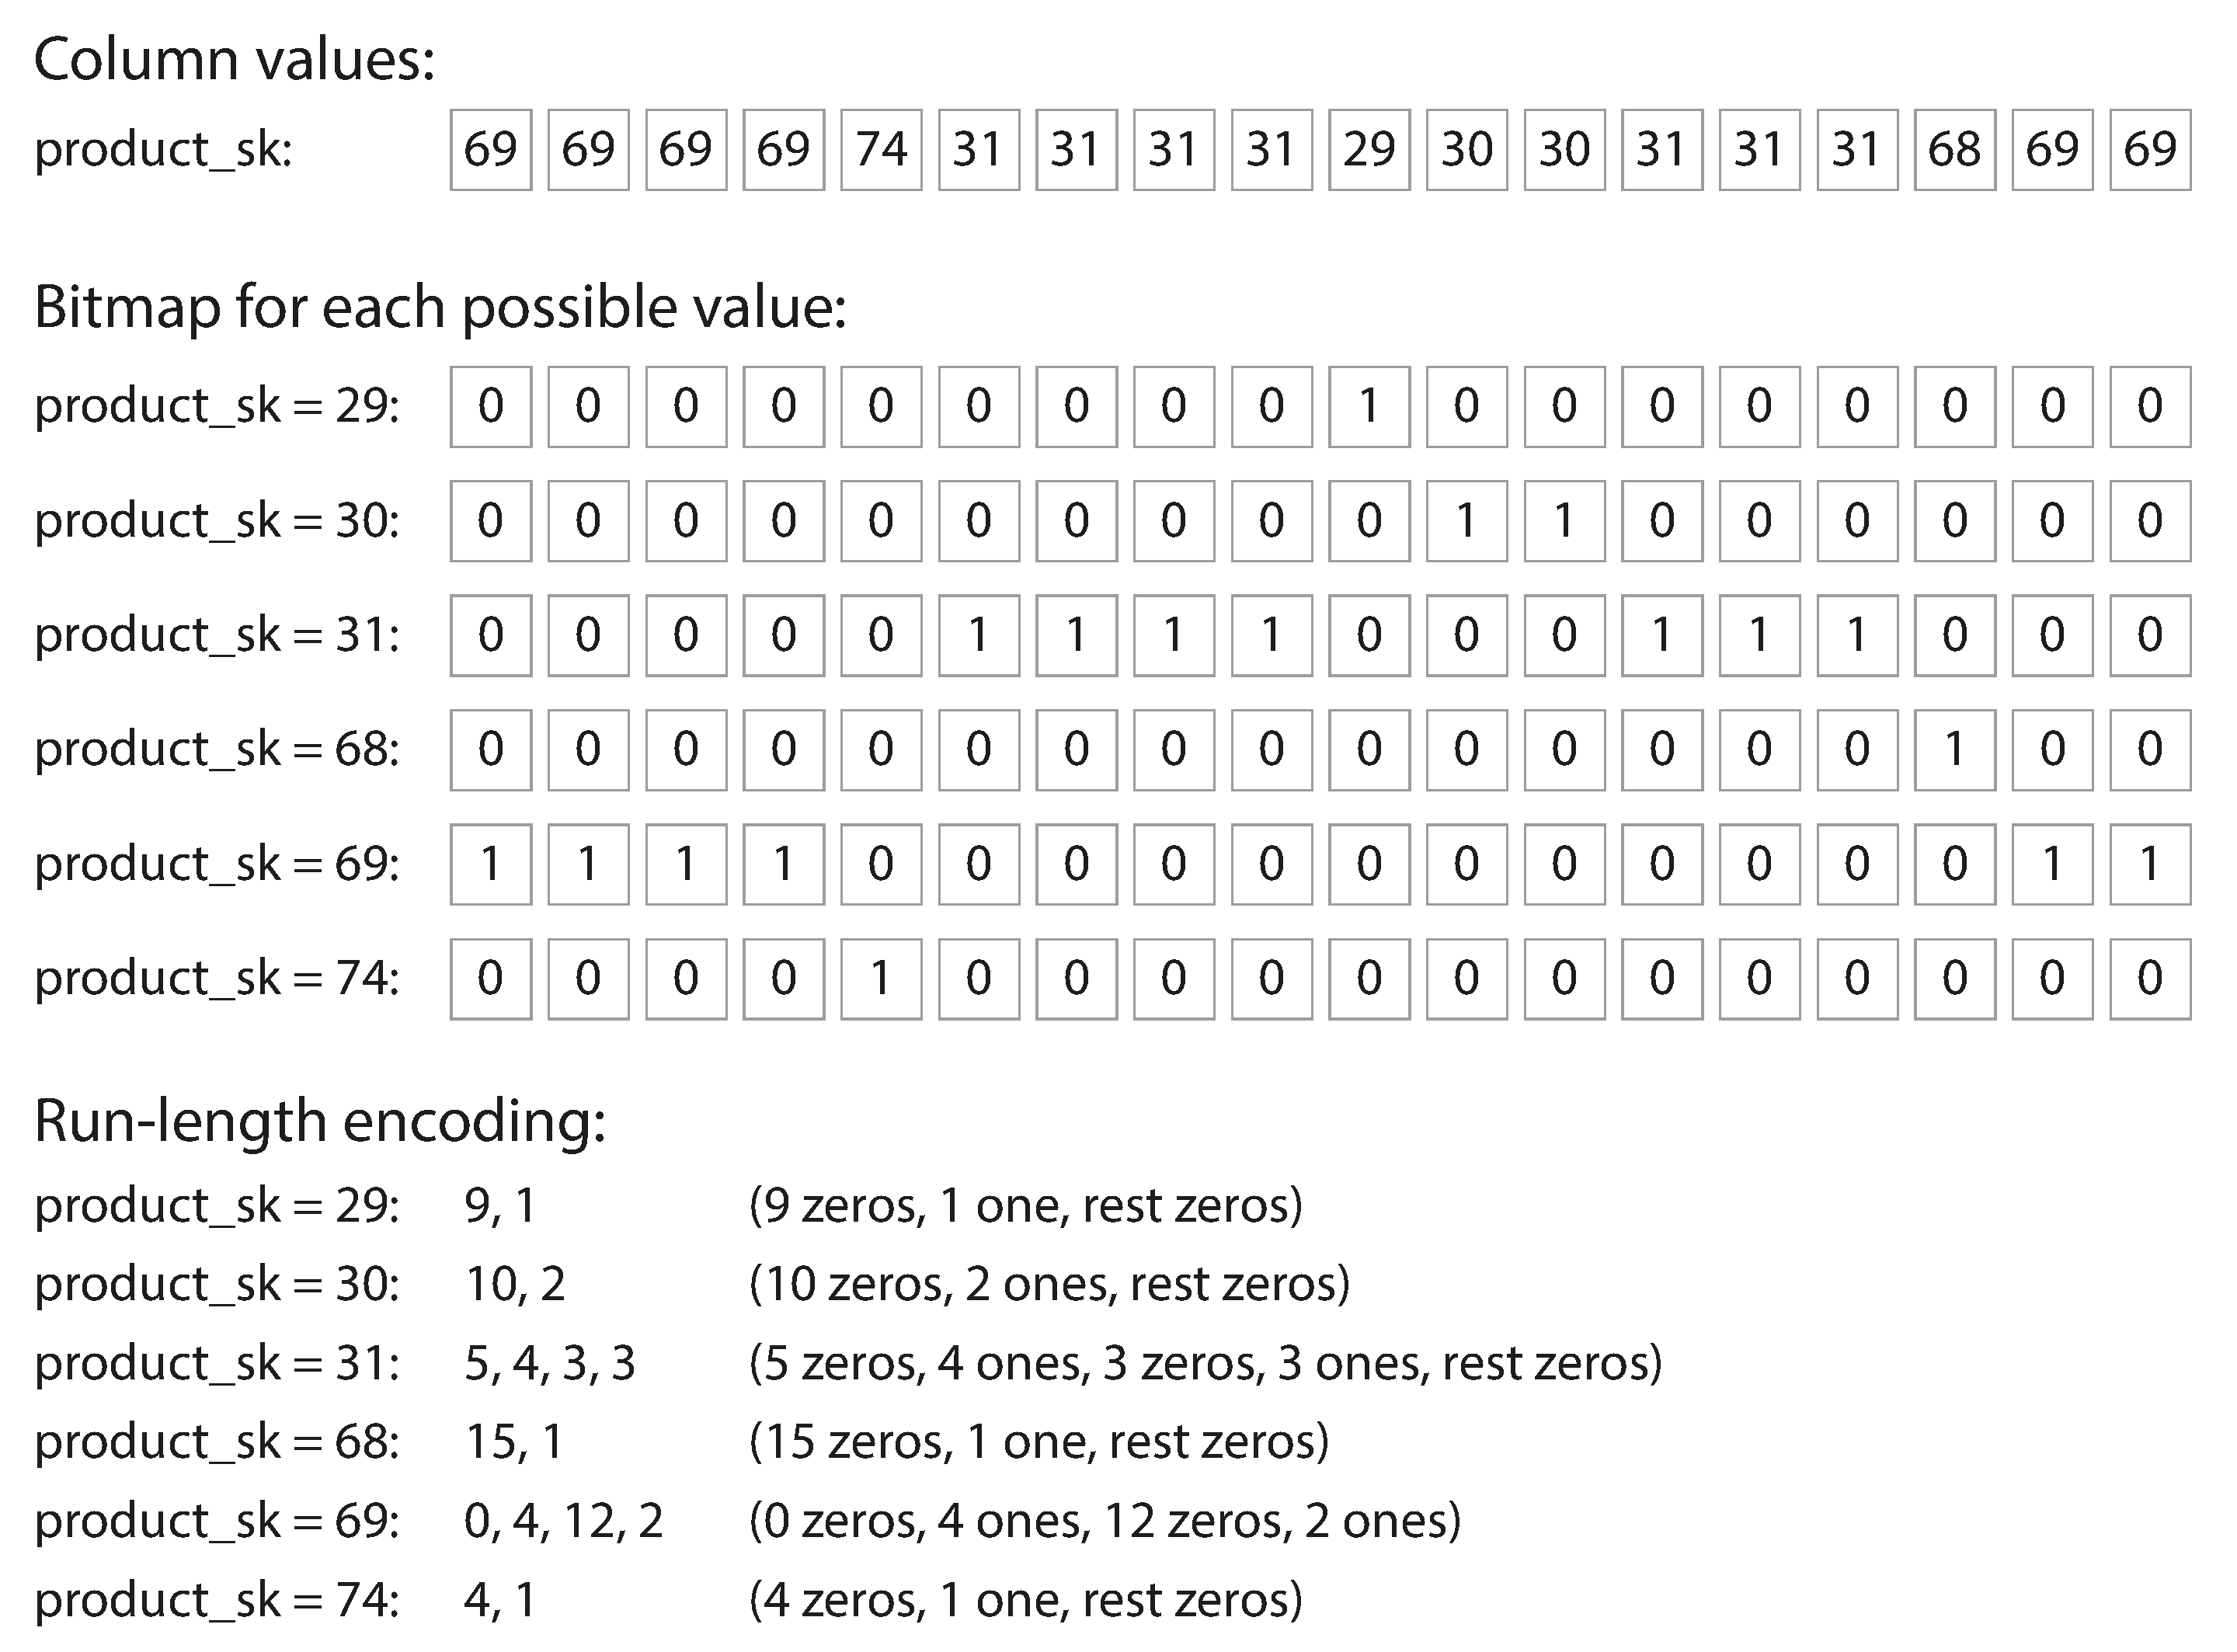 Column values:
product_sk: 69 69 69 69 74 31 31 31 31 29 30 30 31 31 31 68 69 69
Bitmap for each possible value:
product_sk = 29: 0 0 0 0 0 0 0 0 0 1 0 0 0 0 0 0 0 0
product_sk = 30: 0 0 0 0 0 0 0 0 0 0 1 1 0 0 0 0 0 0
product_sk = 31: 0 0 0 0 0 1 1 1 1 0 0 0 1 1 1 0 0 0
product_sk = 68: 0 0 0 0 0 0 0 0 0 0 0 0 0 0 0 1 0 0
product_sk = 69: 1 1 1 1 0 0 0 0 0 0 0 0 0 0 0 0 1 1
product_sk = 74: 0 0 0 0 1 0 0 0 0 0 0 0 0 0 0 0 0 0
Run-length encoding:
product_sk = 29: 9, 1 (9 zeros, 1 one, rest zeros)
product_sk = 30: 10, 2 (10 zeros, 2 ones, rest zeros)
product_sk = 31: 5, 4, 3, 3 (5 zeros, 4 ones, 3 zeros, 3 ones, rest zeros)
product_sk = 68: 15, 1 (15 zeros, 1 one, rest zeros)
product_sk = 69: 0, 4, 12, 2 (0 zeros, 4 ones, 12 zeros, 2 ones)
product_sk = 74: 4, 1 (4 zeros, 1 one, rest zeros)